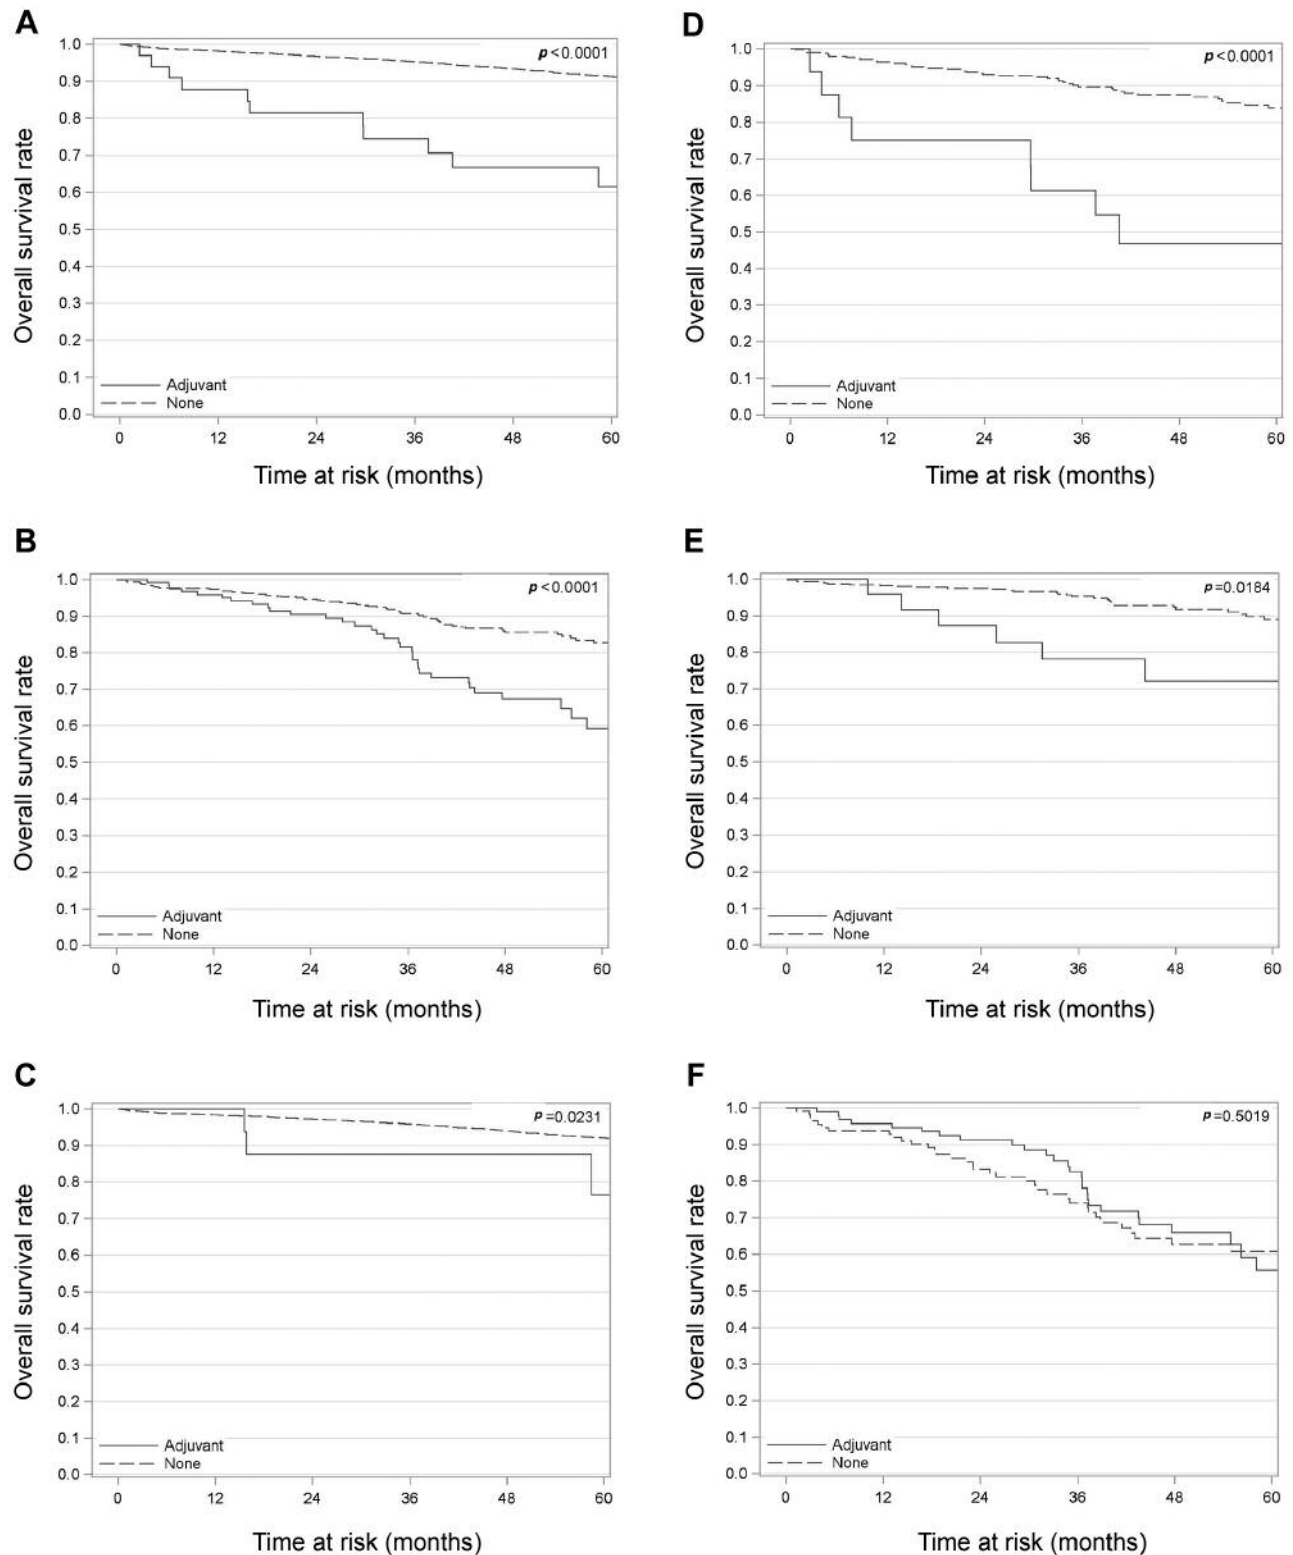 A
Overall survival rate
1.0
0.9
0.8
0.7
0.6
0.5
0.4
0.3
0.2
0.1
0.0
p<0.0001
Adjuvant
None
0 12 24 36 48 60
Time at risk (months)
D
Overall survival rate
1.0
0.9
0.8
0.7
0.6
0.5
0.4
0.3
0.2
0.1
0.0
p<0.0001
Adjuvant
None
0 12 24 36 48 60
Time at risk (months)
B
Overall survival rate
1.0
0.9
0.8
0.7
0.6
0.5
0.4
0.3
0.2
0.1
0.0
p<0.0001
Adjuvant
None
0 12 24 36 48 60
Time at risk (months)
E
Overall survival rate
1.0
0.9
0.8
0.7
0.6
0.5
0.4
0.3
0.2
0.1
0.0
p=0.0184
Adjuvant
None
0 12 24 36 48 60
Time at risk (months)
C
Overall survival rate
1.0
0.9
0.8
0.7
0.6
0.5
0.4
0.3
0.2
0.1
0.0
P=0.0231
Adjuvant
None
0 12 24 36 48 60
Time at risk (months)
F
Overall survival rate
1.0
0.9
0.8
0.7
0.6
0.5
0.4
0.3
0.2
0.1
0.0
p=0.5019
Adjuvant
None
0 12 24 36 48 60
Time at risk (months)